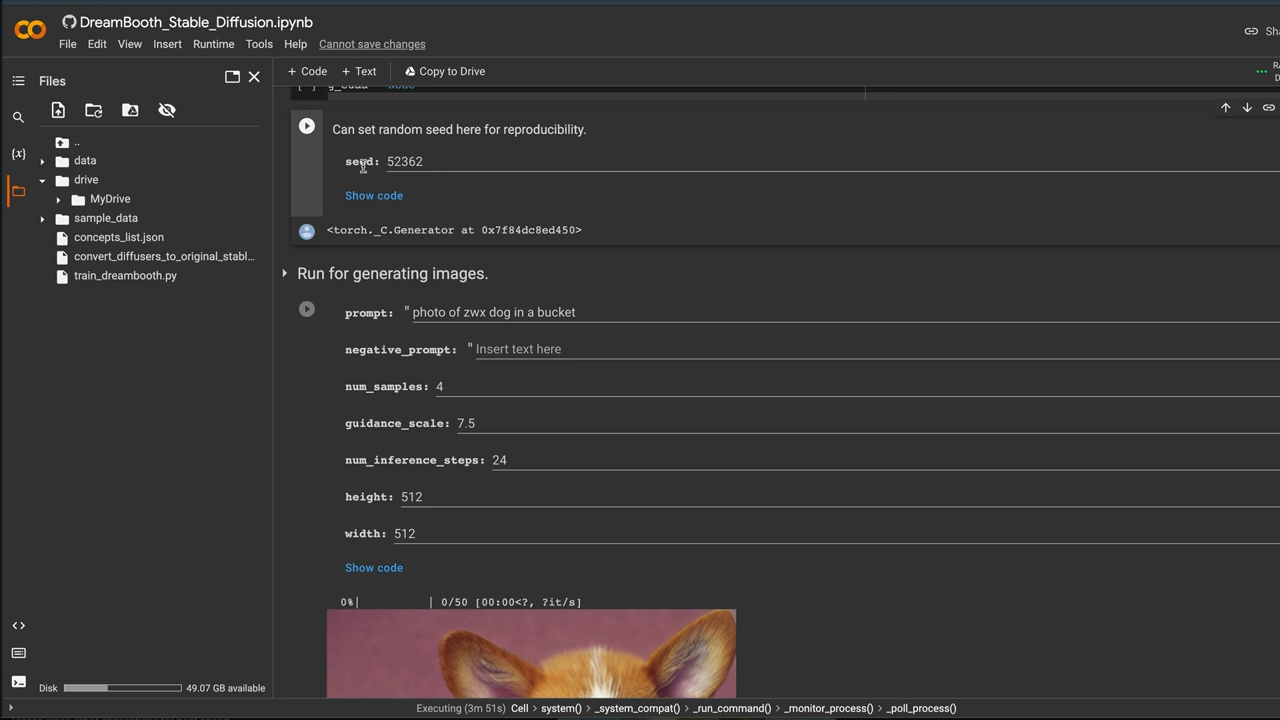 DreamBooth_Stable_Diffusion.ipynb
File Edit View Insert Runtime Tools Help Cannot save changes
Files
+ Code + Text Copy to Drive
..
data
drive
MyDrive
sample_data
concepts_list.json
convert_diffusers_to_original_stabl...
train_dreambooth.py
Disk 49.07 GB available
Can set random seed here for reproducibility.
seed: 52362
Show code
<torch._C.Generator at 0x7f84dc8ed450>
Run for generating images.
prompt: " photo of zwx dog in a bucket
negative_prompt: " Insert text here
num_samples: 4
guidance_scale: 7.5
num_inference_steps: 24
height: 512
width: 512
Show code
0%| | 0/50 [00:00<?, ?it/s]
Executing (3m 51s) Cell > system() > _system_compat() > _run_command() > _monitor_process() > _poll_process()